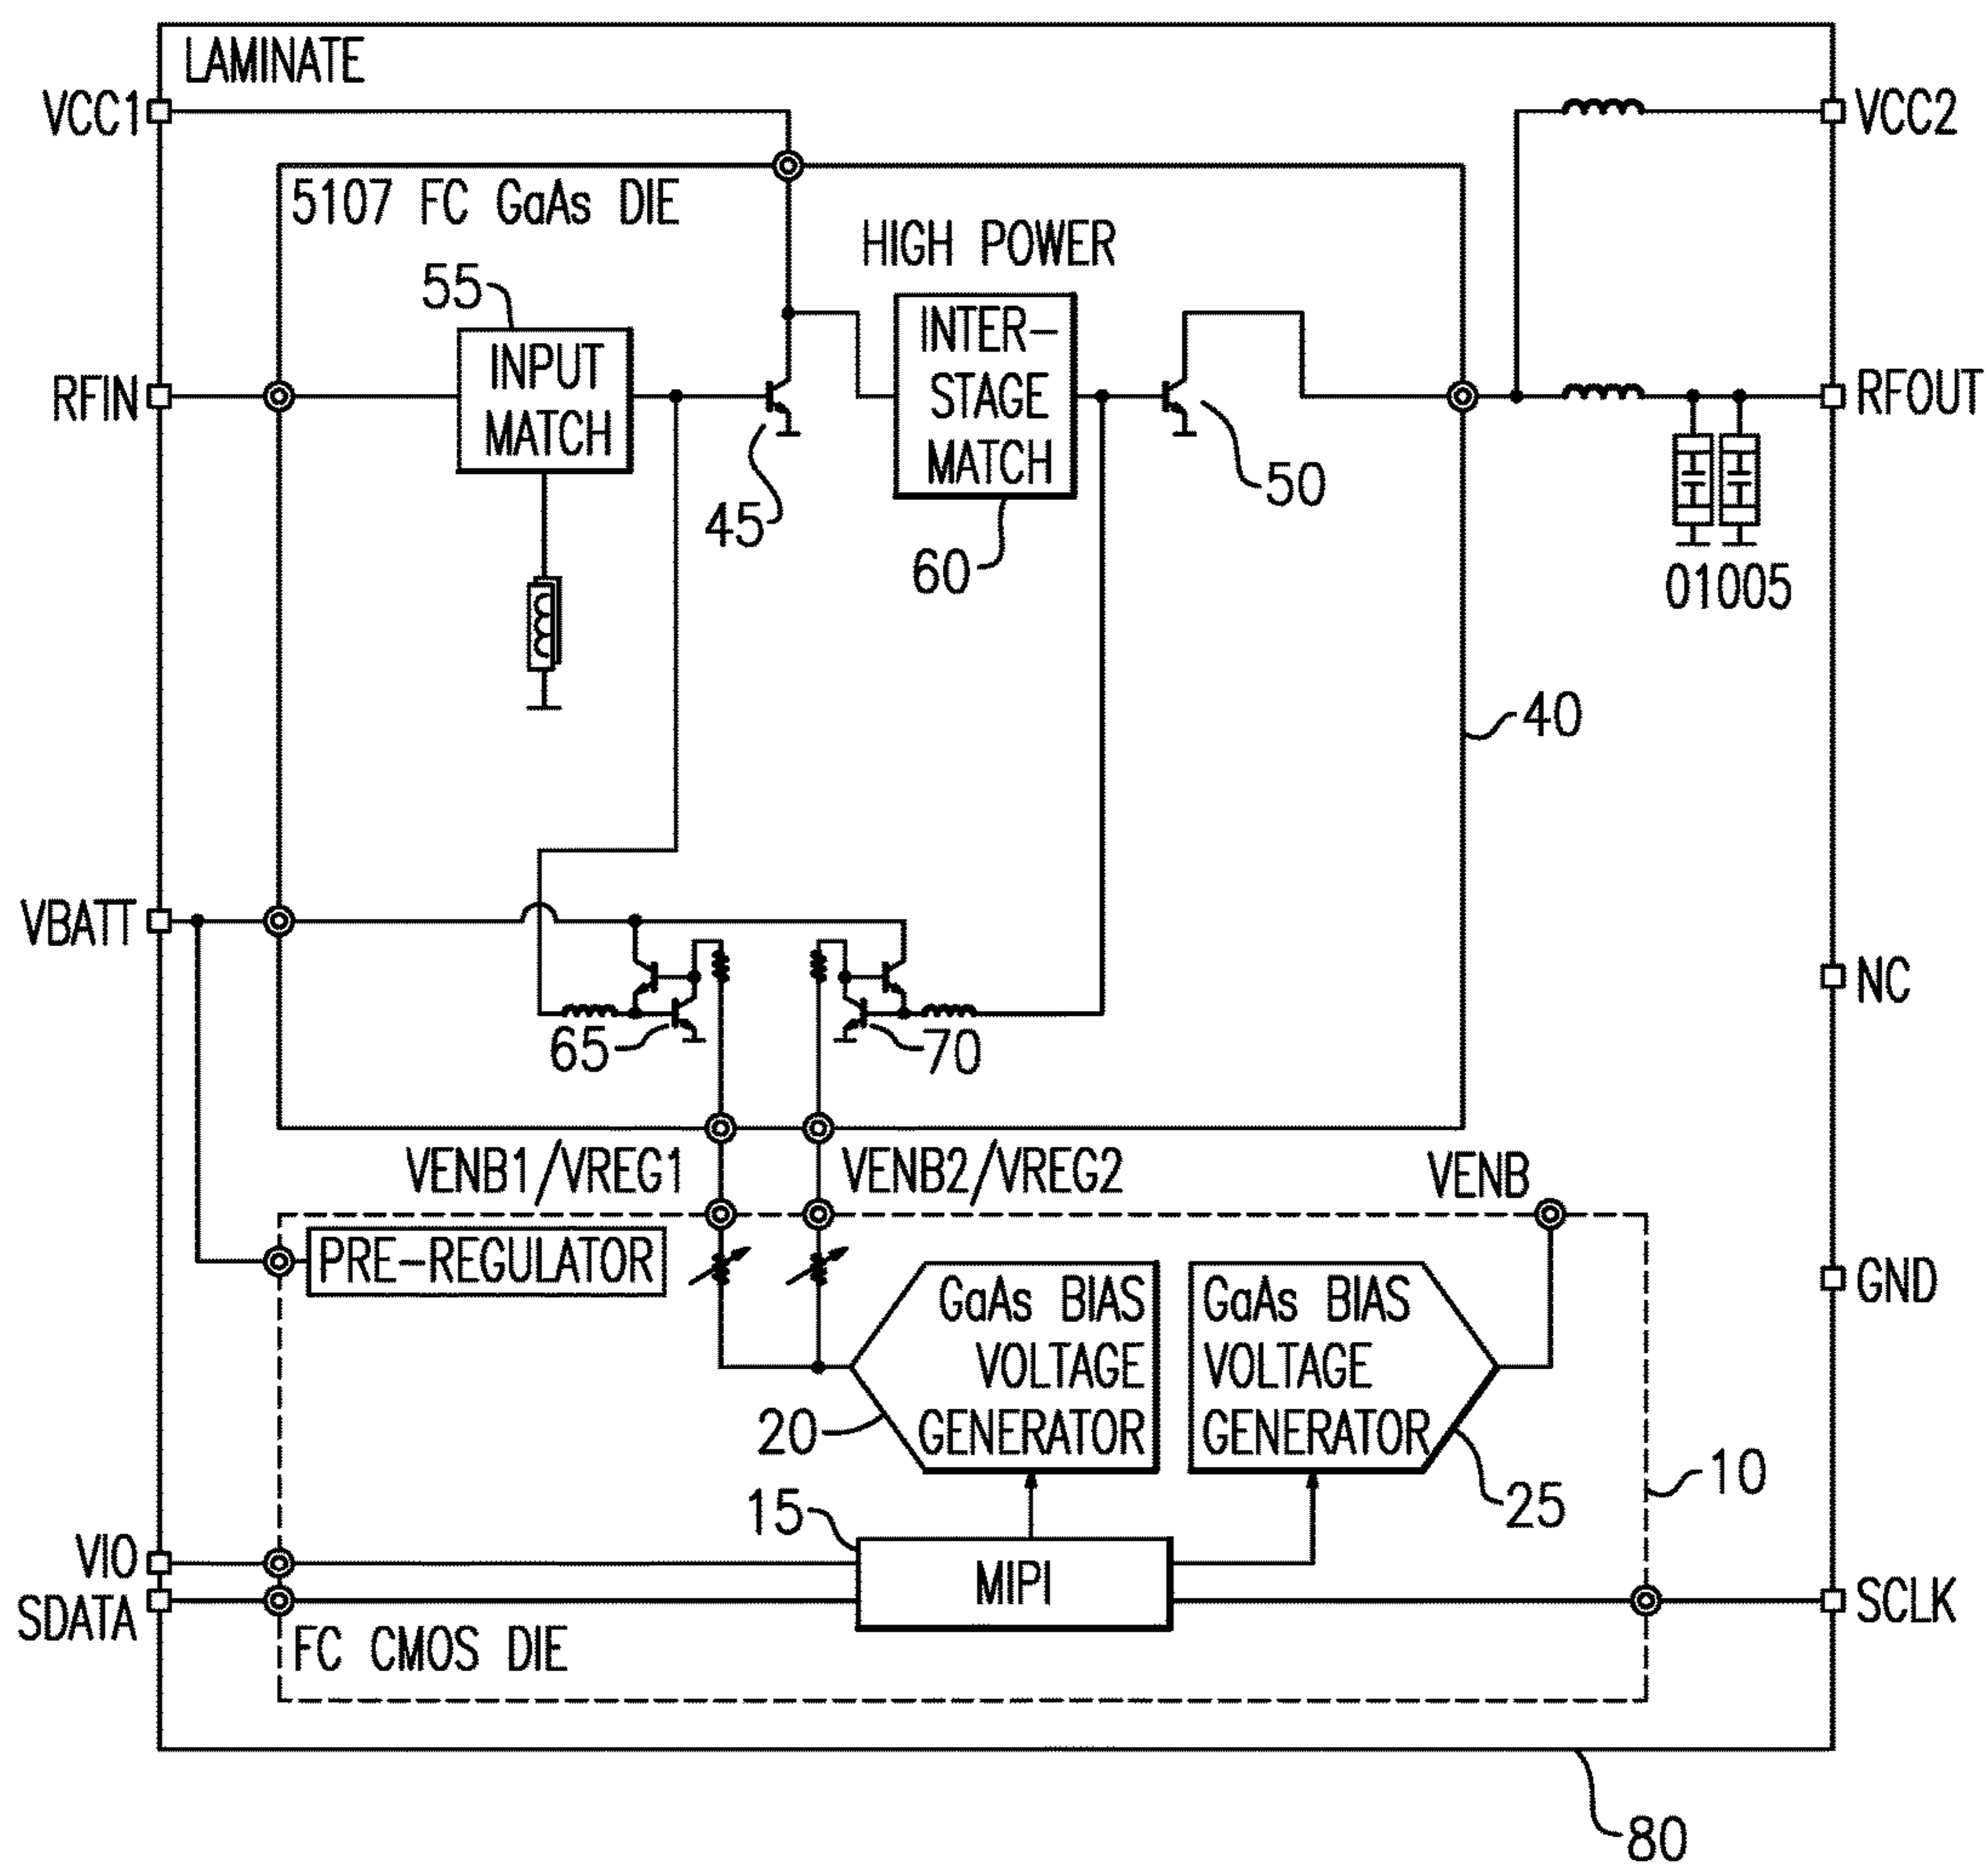 LAMINATE
VCC1
VCC2
5107 FC GaAs DIE
HIGH POWER
55
INPUT
MATCH
INTER-
STAGE
MATCH
RFIN
RFOUT
45
50
60
01005
40
VBATT
NC
65
70
VENB1/VREG1
VENB2/VREG2
VENB
PRE-REGULATOR
GND
GaAs BIAS
VOLTAGE
GENERATOR
GaAs BIAS
VOLTAGE
GENERATOR
20
25
10
15
VIO
MIPI
SDATA
SCLK
FC CMOS DIE
80